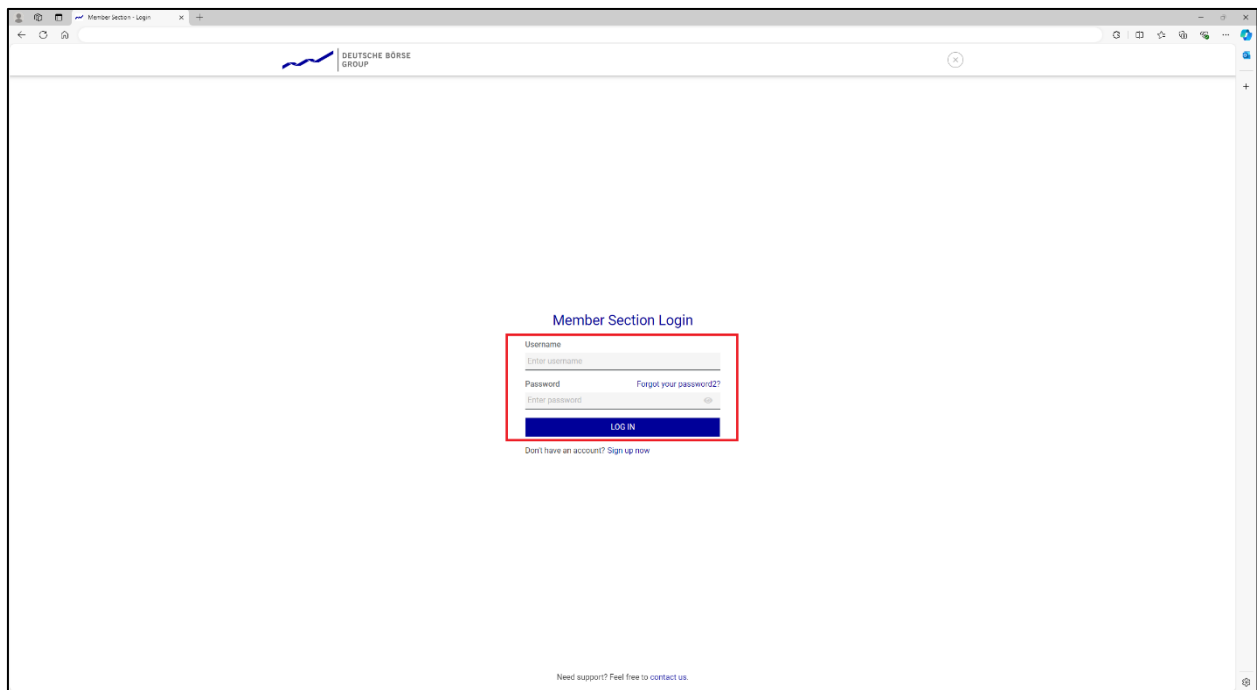 Member Section - Login
DEUTSCHE BÖRSE
GROUP
Member Section Login
Username
Enter username
Password Forgot your password2?
Enter password
LOG IN
Don't have an account? Sign up now
Need support? Feel free to contact us.